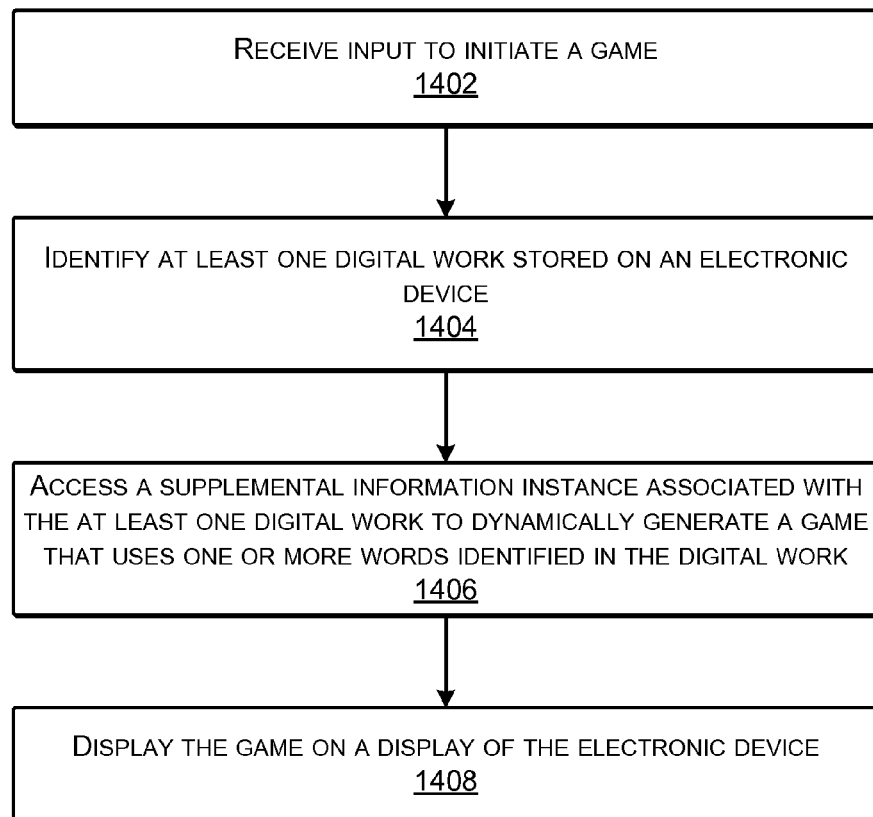 RECEIVE INPUT TO INITIATE A GAME
1402
IDENTIFY AT LEAST ONE DIGITAL WORK STORED ON AN ELECTRONIC
DEVICE
1404
ACCESS A SUPPLEMENTAL INFORMATION INSTANCE ASSOCIATED WITH
THE AT LEAST ONE DIGITAL WORK TO DYNAMICALLY GENERATE A GAME
THAT USES ONE OR MORE WORDS IDENTIFIED IN THE DIGITAL WORK
1406
DISPLAY THE GAME ON A DISPLAY OF THE ELECTRONIC DEVICE
1408